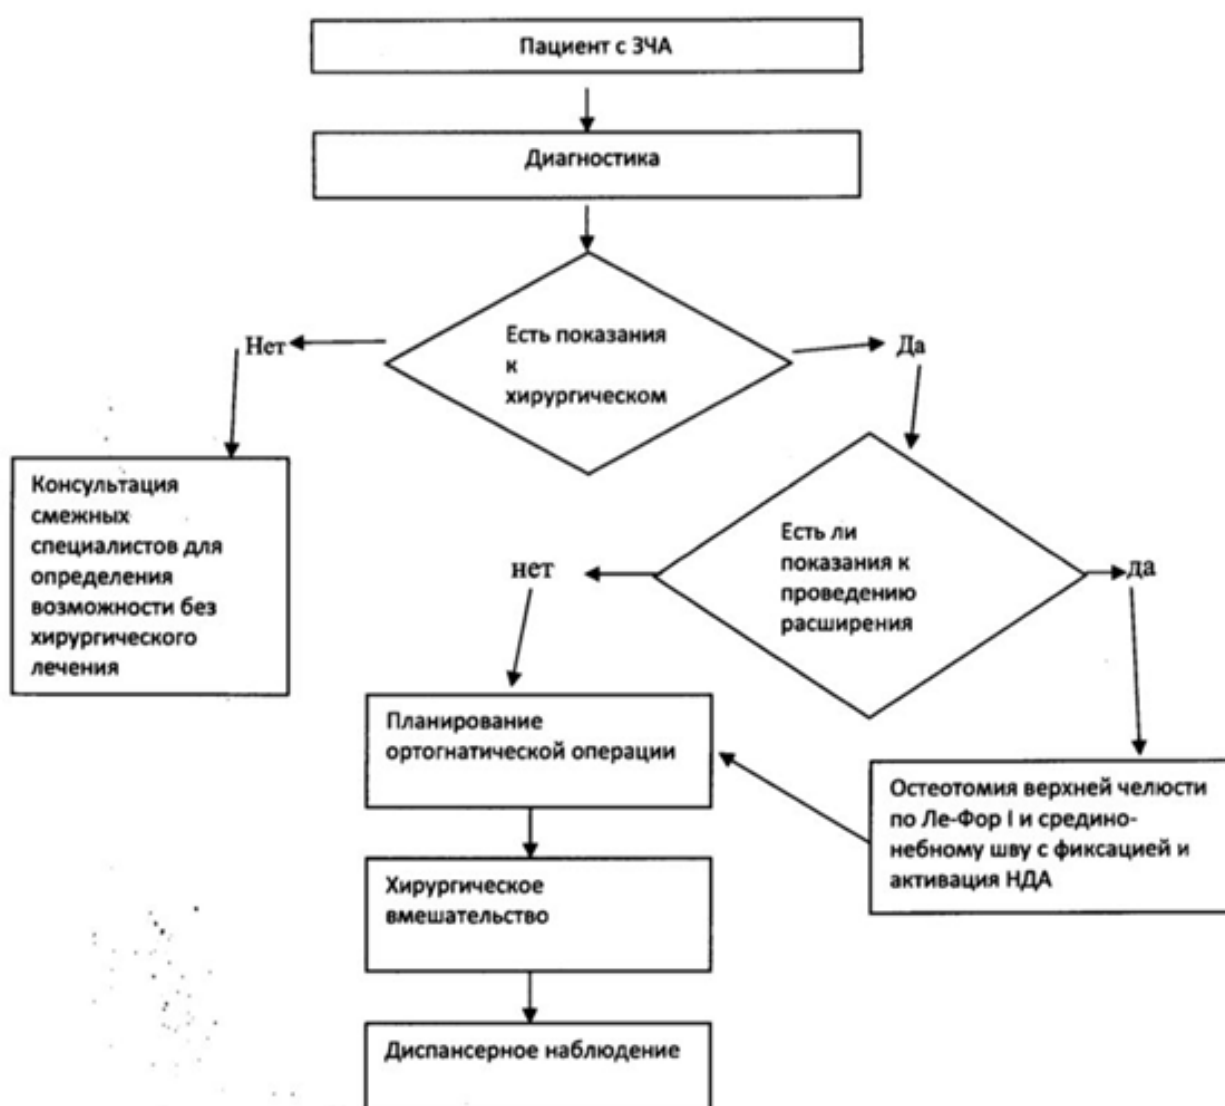 Пациент с ЗЧА
Диагностика
Есть показания
к
хирургическом
Нет
Да
Консультация
смежных
специалистов для
определения
возможности без
хирургического
лечения
Есть ли
показания к
проведению
расширения
нет
да
Планирование
ортогнатической операции
Остеотомия верхней челюсти
по Ле-Фор I и средино-
небному шву с фиксацией и
активация НДА
Хирургическое
вмешательство
Диспансерное наблюдение